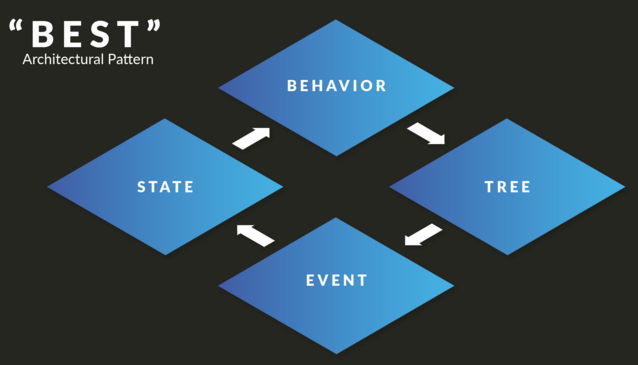 “BEST”
Architectural Pattern
BEHAVIOR
STATE
TREE
EVENT